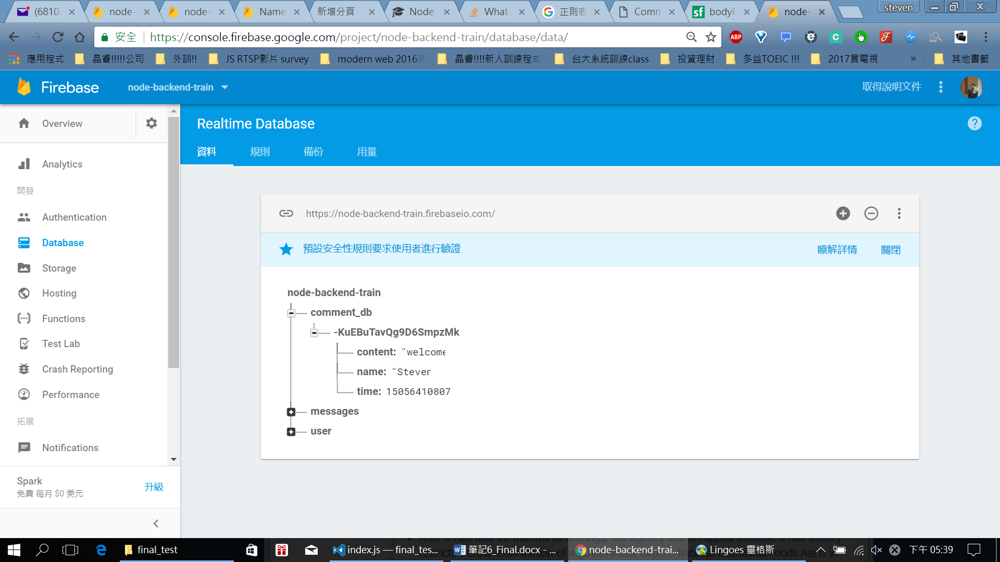 (6810
node-
node-
Name
新增分頁
Node.
What
正則表
Comm
bodyP
node-
steven
安全
https://console.firebase.google.com/project/node-backend-train/database/data/
ABP
應用程式
晶睿!!!!!公司
外訓!!
JS RTSP影片 survey
modern web 2016外
晶睿!!!!新人訓練程式
台大系統訓練class
投資理財
多益TOEIC !!!
2017買電視
»
其他書籤
Firebase
node-backend-train
取得說明文件
Overview
Realtime Database
資料
規則
備份
用量
Analytics
開發
Authentication
Database
Storage
Hosting
Functions
Test Lab
Crash Reporting
Performance
拓展
Notifications
Spark
免費 每月 $0 美元
升級
https://node-backend-train.firebaseio.com/
預設安全性規則要求使用者進行驗證
瞭解詳情
關閉
node-backend-train
comment_db
-KuEBuTavQg9D6SmpzMk
content: "welcome
name: "Steven
time: 15056410807
messages
user
final_test
index.js — final_tes...
筆記6_Final.docx - ...
node-backend-trai...
Lingoes 靈格斯
下午 05:39